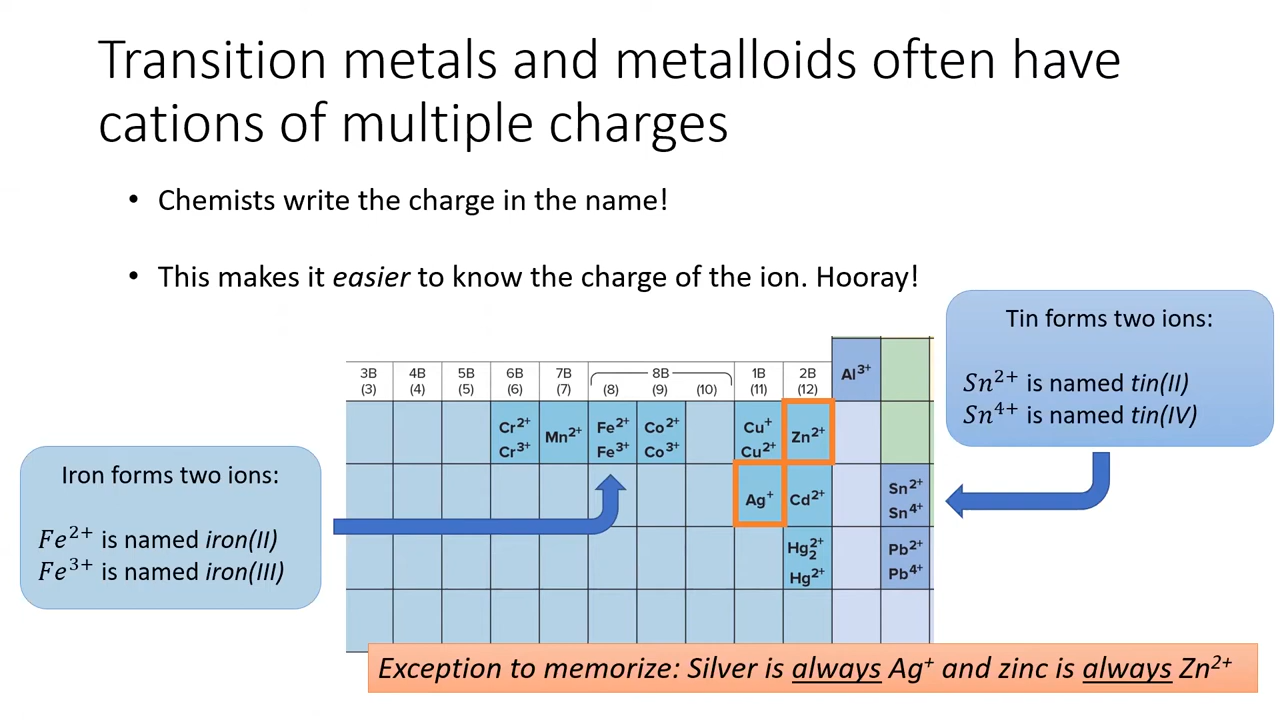 Transition metals and metalloids often have
cations of multiple charges
• Chemists write the charge in the name!
• This makes it easier to know the charge of the ion. Hooray!
Tin forms two ions:
Sn²⁺ is named tin(II)
Sn⁴⁺ is named tin(IV)
Iron forms two ions:
Fe²⁺ is named iron(II)
Fe³⁺ is named iron(III)
3B 4B 5B 6B 7B 8B 1B 2B
(3) (4) (5) (6) (7) (8) (9) (10) (11) (12)
Al³⁺
Cr²⁺ Mn²⁺ Fe²⁺ Co²⁺ Cu⁺ Zn²⁺
Cr³⁺ Fe³⁺ Co³⁺ Cu²⁺
Ag⁺ Cd²⁺ Sn²⁺
Sn⁴⁺
Hg₂²⁺ Pb²⁺
Hg²⁺ Pb⁴⁺
Exception to memorize: Silver is always Ag⁺ and zinc is always Zn²⁺